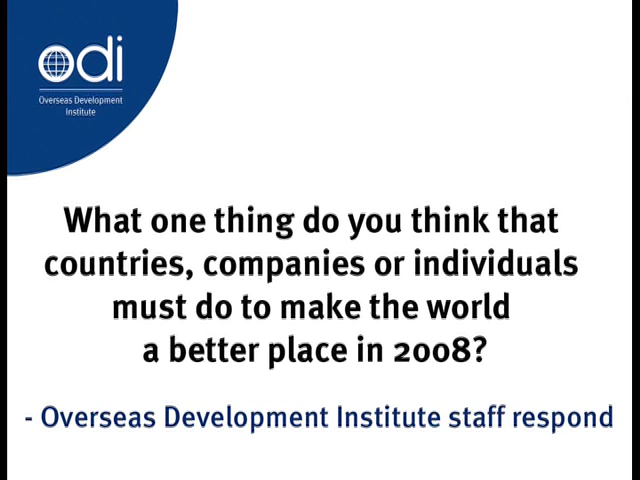 odi
Overseas Development
Institute
What one thing do you think that
countries, companies or individuals
must do to make the world
a better place in 2008?
- Overseas Development Institute staff respond